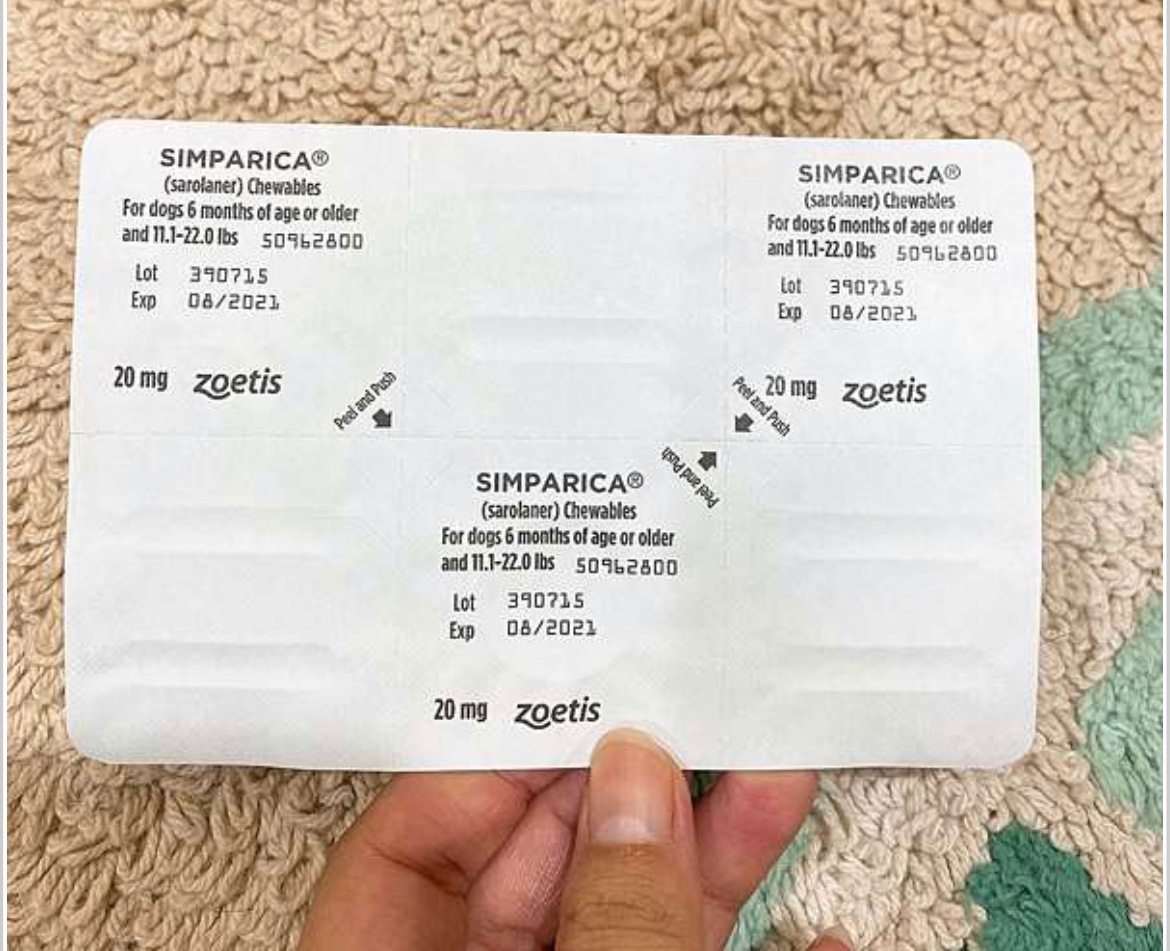 SIMPARICA®
(sarolaner) Chewables
For dogs 6 months of age or older
and 11.1-22.0 lbs 50962800
Lot 390715
Exp 08/2021
20 mg zoetis
Peel and Push
SIMPARICA®
(sarolaner) Chewables
For dogs 6 months of age or older
and 11.1-22.0 lbs 50962800
Lot 390715
Exp 08/2021
20 mg zoetis
Peel and Push
Peel and Push
SIMPARICA®
(sarolaner) Chewables
For dogs 6 months of age or older
and 11.1-22.0 lbs 50962800
Lot 390715
Exp 08/2021
20 mg zoetis